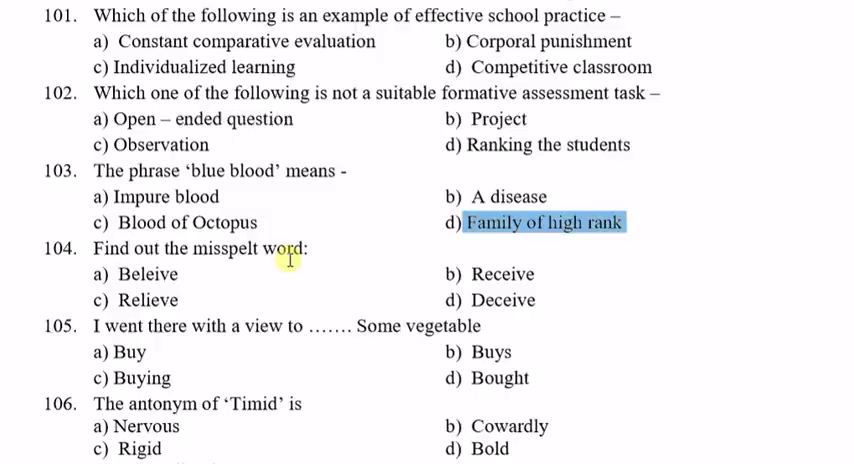 101. Which of the following is an example of effective school practice –
a) Constant comparative evaluation b) Corporal punishment
c) Individualized learning d) Competitive classroom
102. Which one of the following is not a suitable formative assessment task –
a) Open – ended question b) Project
c) Observation d) Ranking the students
103. The phrase ‘blue blood’ means -
a) Impure blood b) A disease
c) Blood of Octopus d) Family of high rank
104. Find out the misspelt word:
a) Beleive b) Receive
c) Relieve d) Deceive
105. I went there with a view to ……. Some vegetable
a) Buy b) Buys
c) Buying d) Bought
106. The antonym of ‘Timid’ is
a) Nervous b) Cowardly
c) Rigid d) Bold